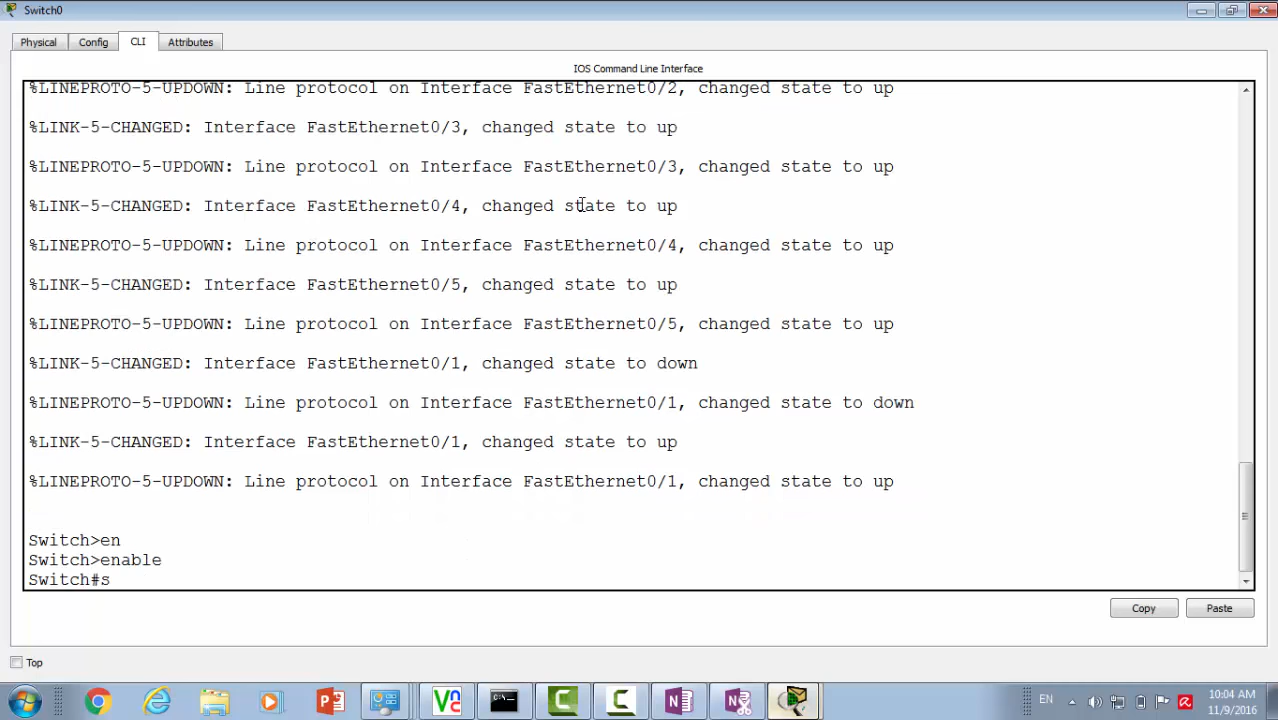 Switch0
Physical Config CLI Attributes
IOS Command Line Interface
%LINEPROTO-5-UPDOWN: Line protocol on Interface FastEthernet0/2, changed state to up
%LINK-5-CHANGED: Interface FastEthernet0/3, changed state to up
%LINEPROTO-5-UPDOWN: Line protocol on Interface FastEthernet0/3, changed state to up
%LINK-5-CHANGED: Interface FastEthernet0/4, changed state to up
%LINEPROTO-5-UPDOWN: Line protocol on Interface FastEthernet0/4, changed state to up
%LINK-5-CHANGED: Interface FastEthernet0/5, changed state to up
%LINEPROTO-5-UPDOWN: Line protocol on Interface FastEthernet0/5, changed state to up
%LINK-5-CHANGED: Interface FastEthernet0/1, changed state to down
%LINEPROTO-5-UPDOWN: Line protocol on Interface FastEthernet0/1, changed state to down
%LINK-5-CHANGED: Interface FastEthernet0/1, changed state to up
%LINEPROTO-5-UPDOWN: Line protocol on Interface FastEthernet0/1, changed state to up
Switch>en
Switch>enable
Switch#s
Copy Paste
Top
EN 10:04 AM
11/9/2016